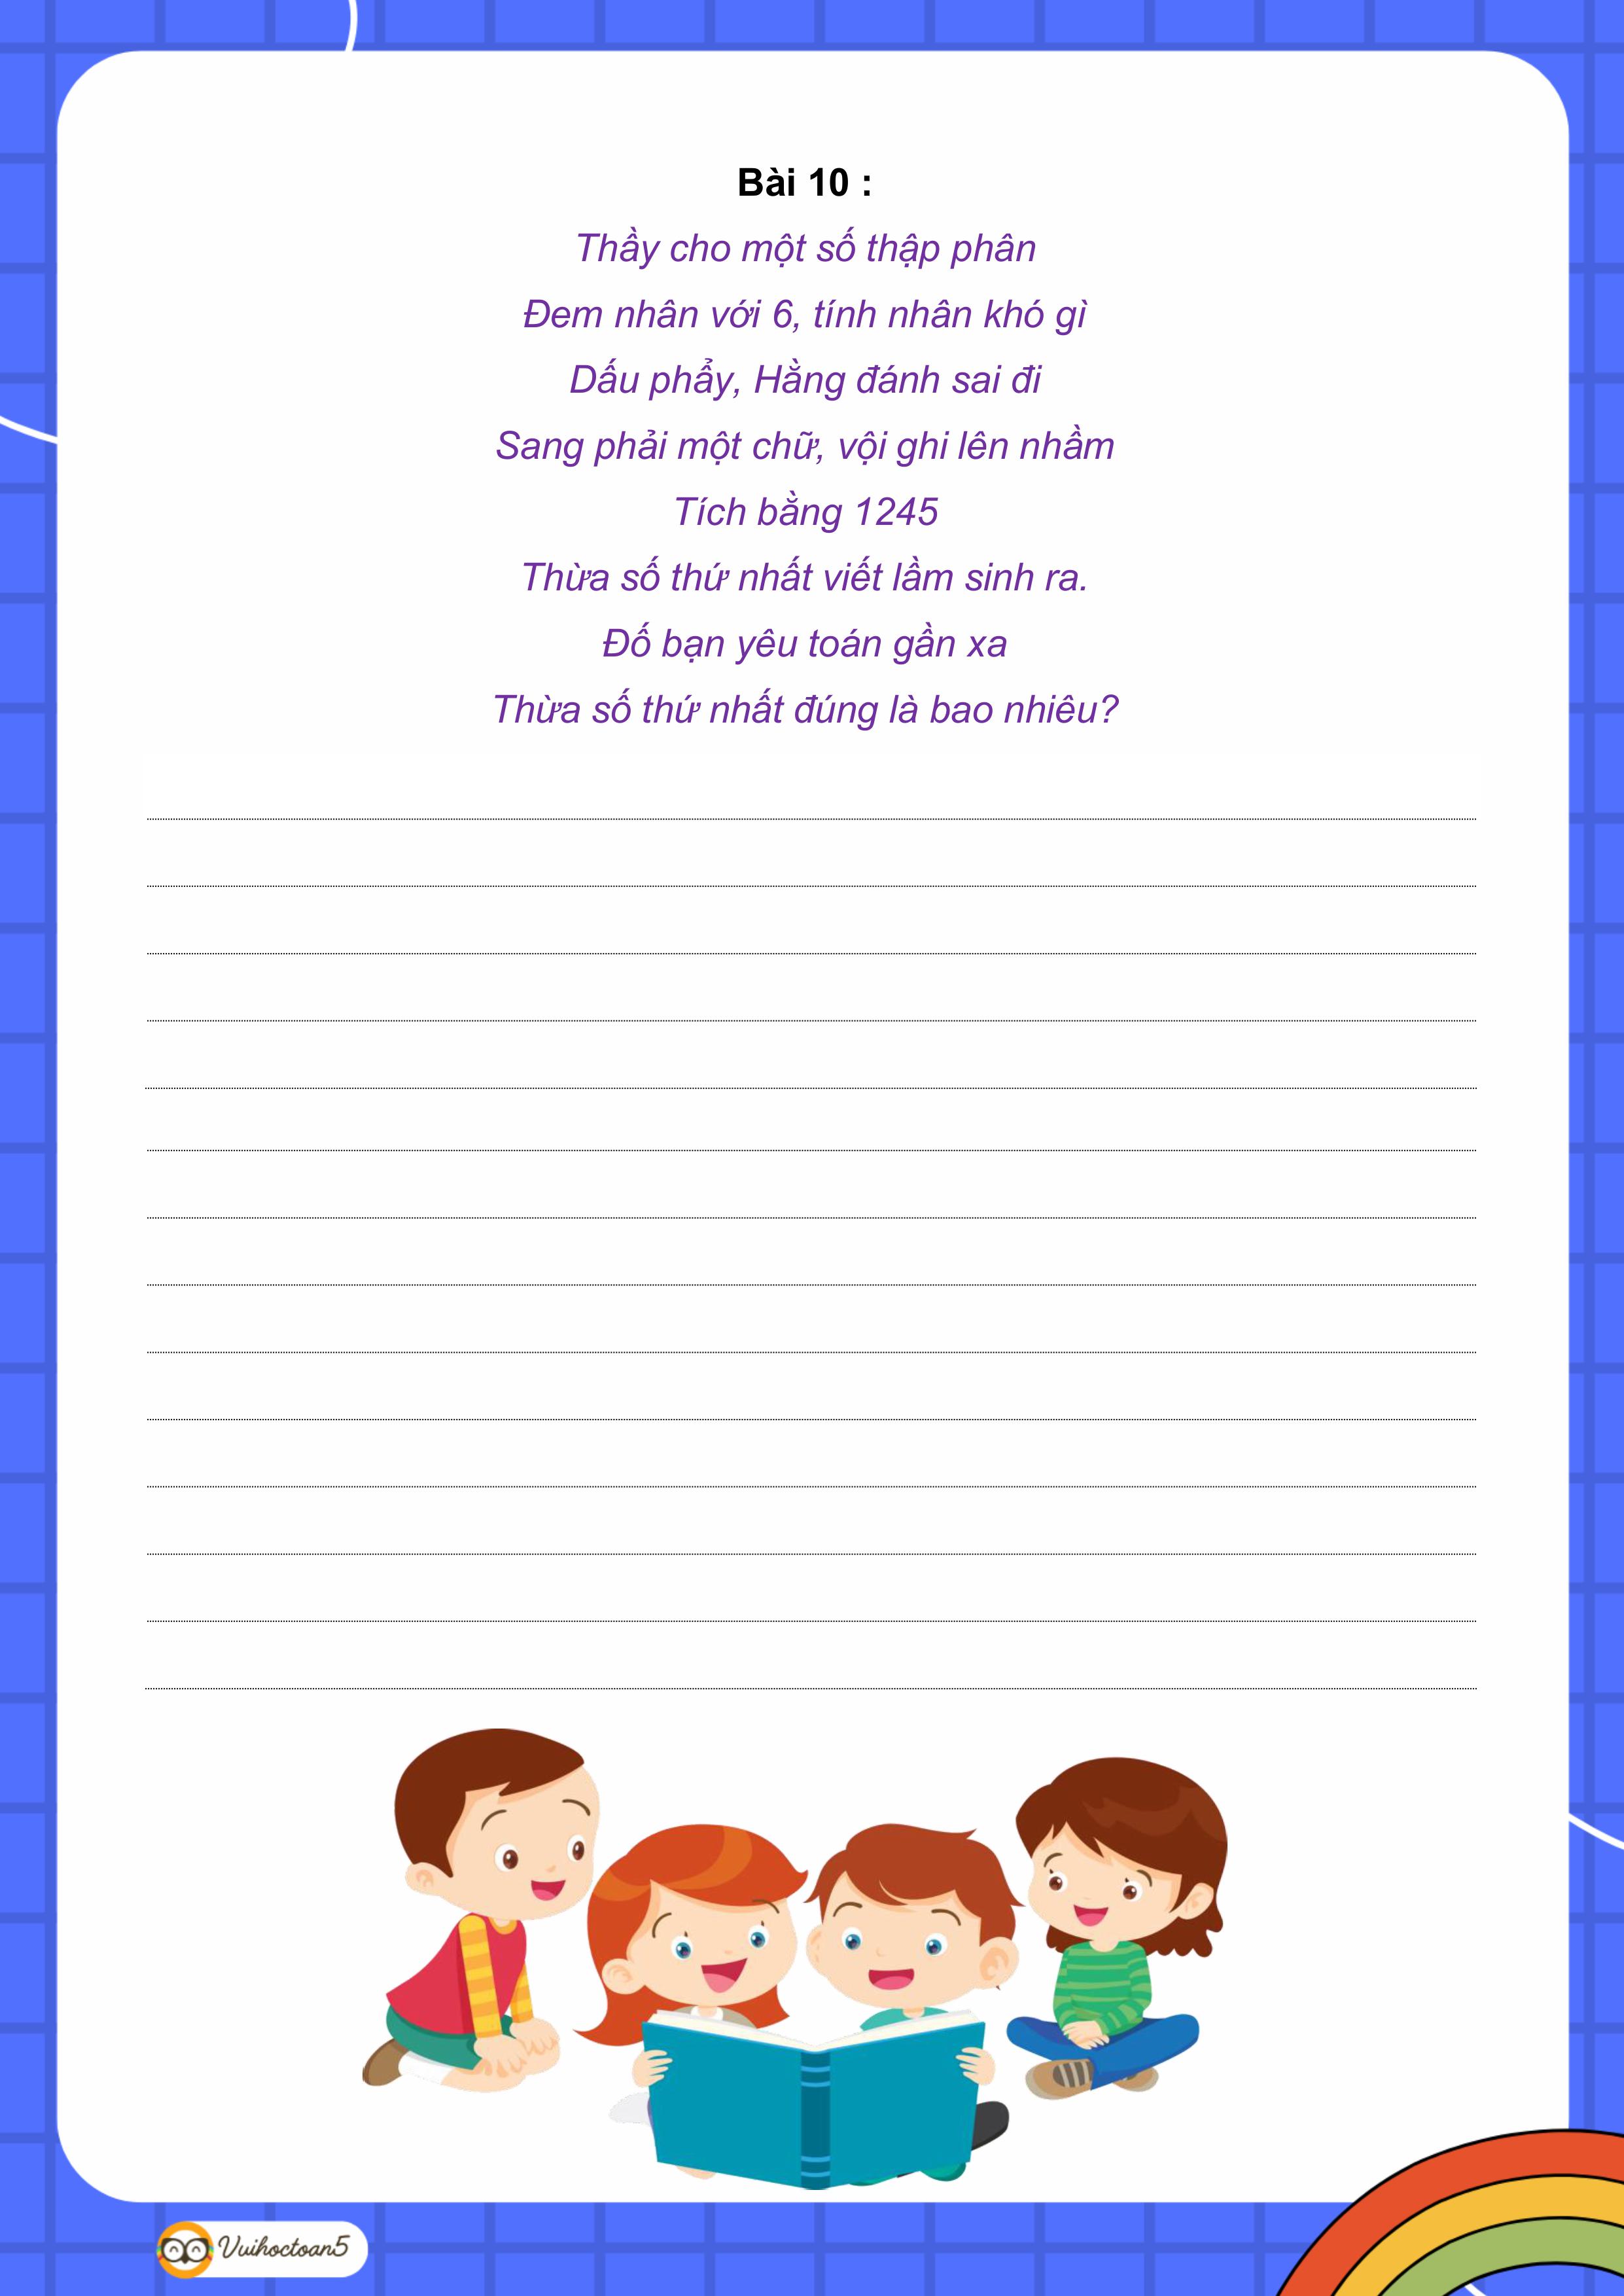 Bài 10 :
Thầy cho một số thập phân
Đem nhân với 6, tính nhân khó gì
Dấu phẩy, Hằng đánh sai đi
Sang phải một chữ, vội ghi lên nhầm
Tích bằng 1245
Thừa số thứ nhất viết lầm sinh ra.
Đố bạn yêu toán gần xa
Thừa số thứ nhất đúng là bao nhiêu?
Vuihoctoan5